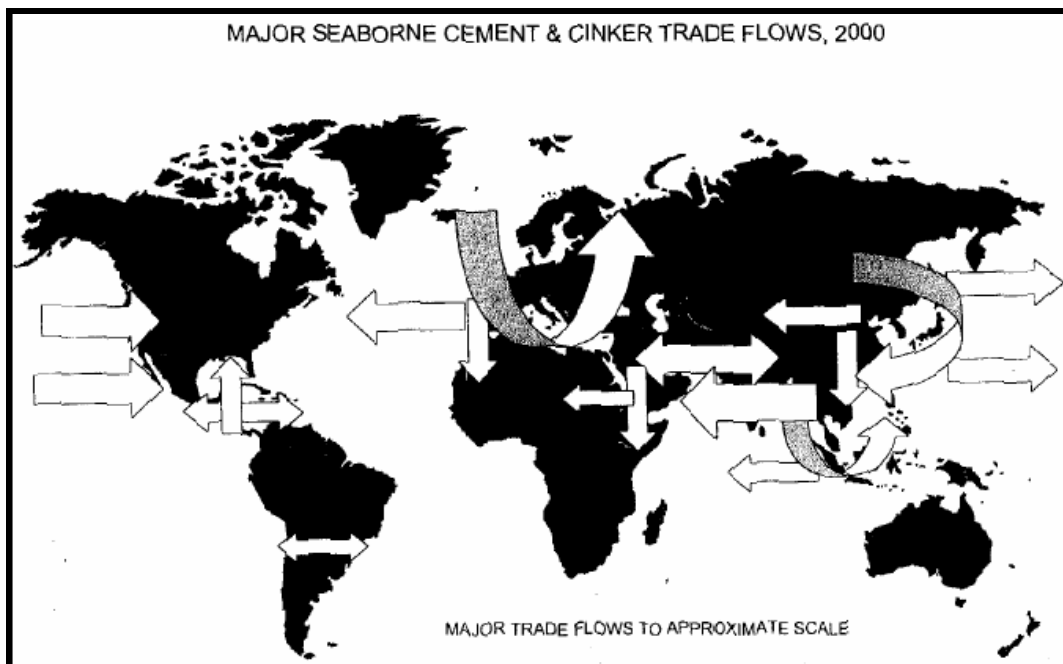 MAJOR SEABORNE CEMENT & CINKER TRADE FLOWS, 2000
MAJOR TRADE FLOWS TO APPROXIMATE SCALE